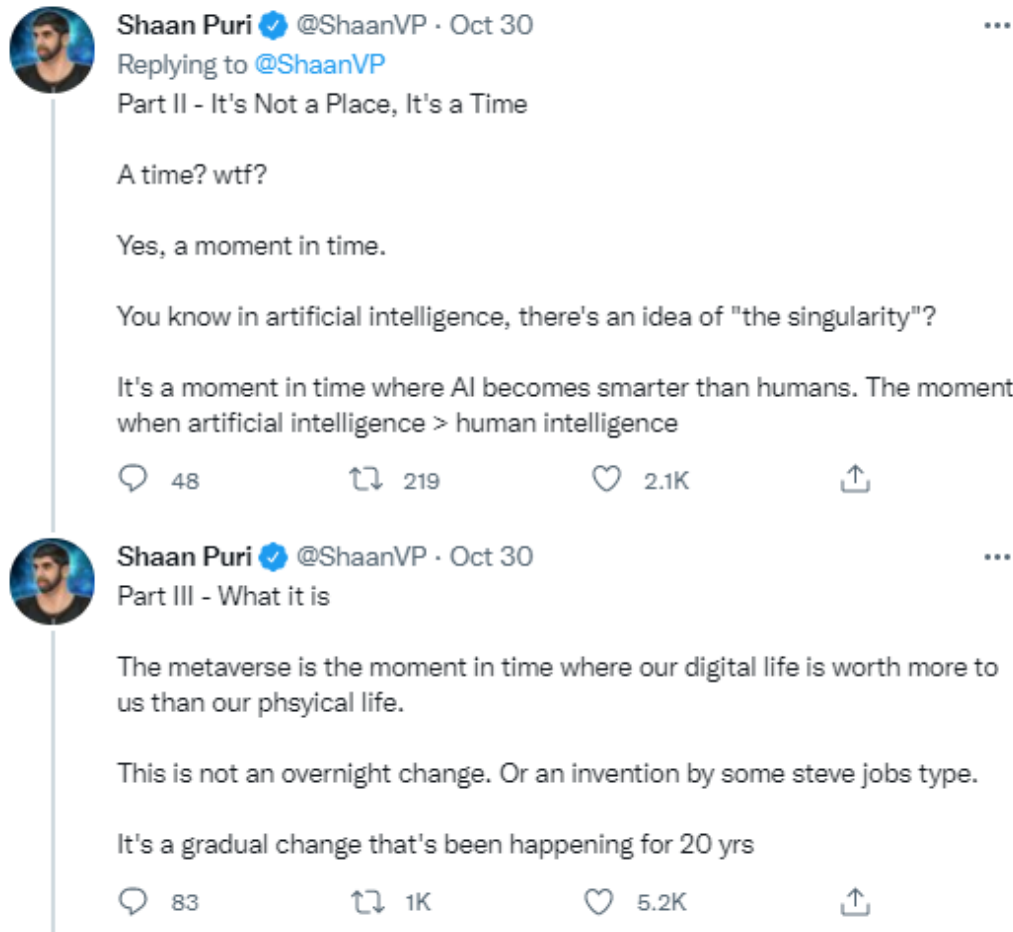 Shaan Puri @ShaanVP · Oct 30
Replying to @ShaanVP
Part II - It's Not a Place, It's a Time
A time? wtf?
Yes, a moment in time.
You know in artificial intelligence, there's an idea of "the singularity"?
It's a moment in time where AI becomes smarter than humans. The moment
when artificial intelligence > human intelligence
48 219 2.1K
Shaan Puri @ShaanVP · Oct 30
Part III - What it is
The metaverse is the moment in time where our digital life is worth more to
us than our phsyical life.
This is not an overnight change. Or an invention by some steve jobs type.
It's a gradual change that's been happening for 20 yrs
83 1K 5.2K